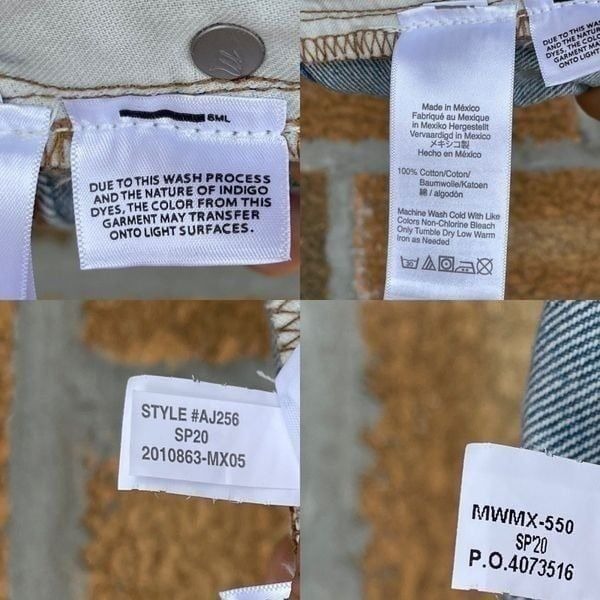 6ML
DUE TO THIS WASH PROCESS
AND THE NATURE OF INDIGO
DYES, THE COLOR FROM THIS
GARMENT MAY TRANSFER
ONTO LIGHT SURFACES.
Made in México
Fabriqué au Mexique
in Mexiko Hergestellt
Vervaardigd in Mexiko
メキシコ製
Hecho en México
100% Cotton/Coton/
Baumwolle/Katoen
綿 / algodón
Machine Wash Cold With Like
Colors Non-Chlorine Bleach
Only Tumble Dry Low Warm
Iron as Needed
30
DUE TO THIS WA
AND THE NATUR
DYES, THE COLO
GARMENT MA
ONTO LIGHT
STYLE #AJ256
SP20
2010863-MX05
MWMX-550
SP'20
P.O.4073516